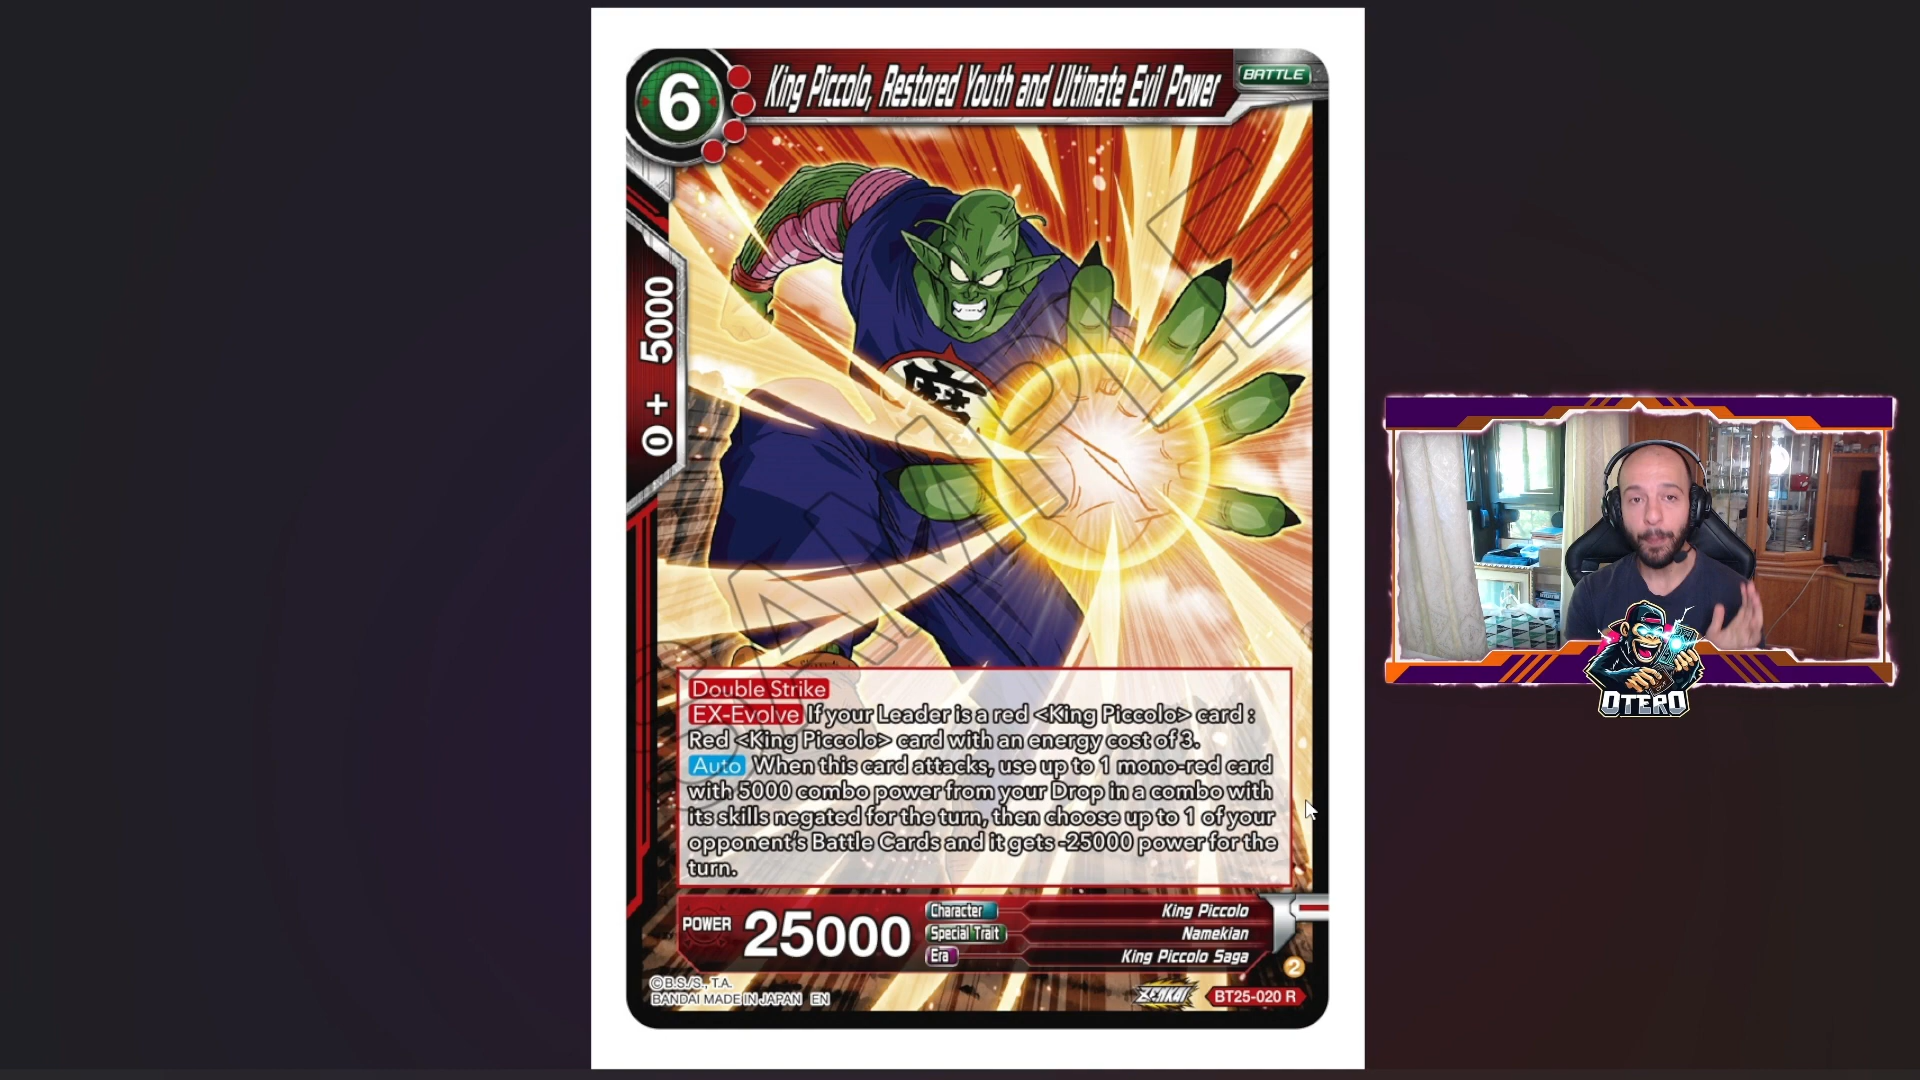 6
King Piccolo, Restored Youth and Ultimate Evil Power
BATTLE
0 + 5000
魔
SAMPLE
Double Strike
EX-Evolve If your Leader is a red <King Piccolo> card :
Red <King Piccolo> card with an energy cost of 3.
Auto When this card attacks, use up to 1 mono-red card
with 5000 combo power from your Drop in a combo with
its skills negated for the turn, then choose up to 1 of your
opponent's Battle Cards and it gets -25000 power for the
turn.
POWER 25000
Character King Piccolo
Special Trait Namekian
Era King Piccolo Saga
2
©B.S./S., T.A.
BANDAI MADE IN JAPAN EN
ZENKAI
BT25-020 R
OTERO